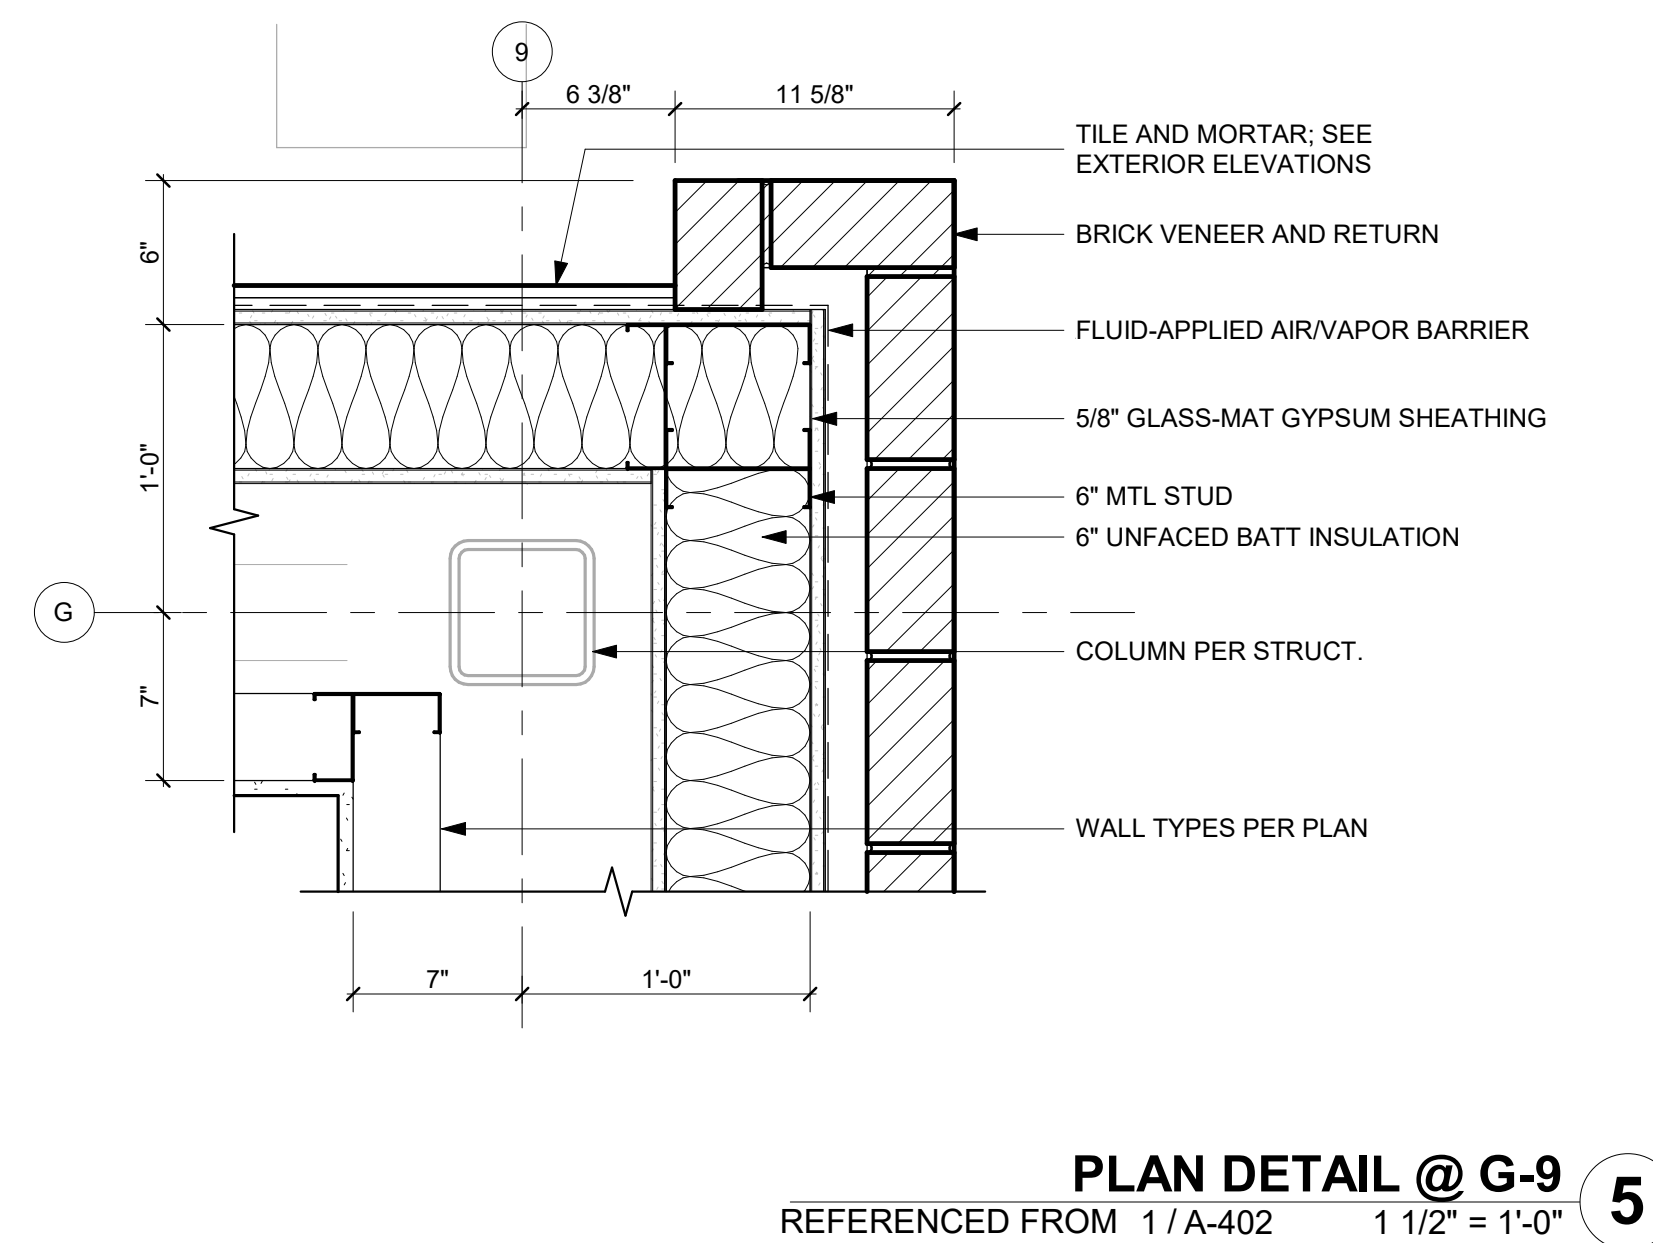 9
6 3/8"
11 5/8"
TILE AND MORTAR; SEE
EXTERIOR ELEVATIONS
BRICK VENEER AND RETURN
6"
FLUID-APPLIED AIR/VAPOR BARRIER
5/8" GLASS-MAT GYPSUM SHEATHING
1'-0"
6" MTL STUD
6" UNFACED BATT INSULATION
G
COLUMN PER STRUCT.
7"
WALL TYPES PER PLAN
7"
1'-0"
PLAN DETAIL @ G-9
5
REFERENCED FROM 1 / A-402 1 1/2" = 1'-0"